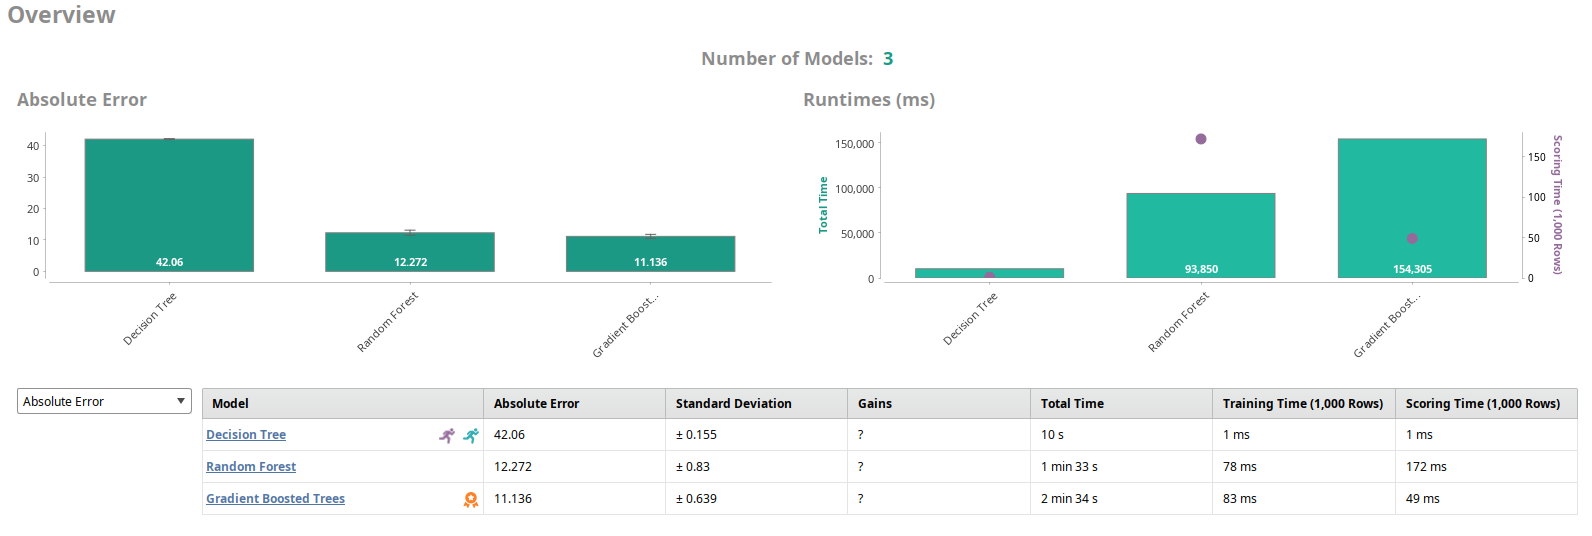 Overview
Number of Models: 3
Absolute Error
40
30
20
10
0
42.06
12.272
11.136
Decision Tree
Random Forest
Gradient Boost...
Runtimes (ms)
Total Time
150,000
100,000
50,000
0
93,850
154,305
150
100
50
0
Scoring Time (1,000 Rows)
Decision Tree
Random Forest
Gradient Boost...
Absolute Error
Model Absolute Error Standard Deviation Gains Total Time Training Time (1,000 Rows) Scoring Time (1,000 Rows)
Decision Tree 42.06 ± 0.155 ? 10 s 1 ms 1 ms
Random Forest 12.272 ± 0.83 ? 1 min 33 s 78 ms 172 ms
Gradient Boosted Trees 11.136 ± 0.639 ? 2 min 34 s 83 ms 49 ms